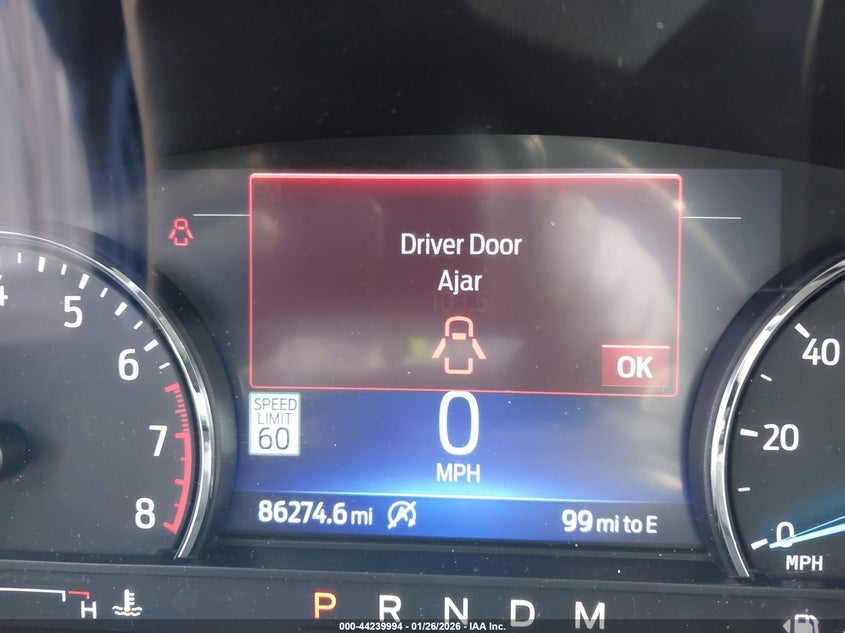 Driver Door
Ajar
OK
SPEED
LIMIT
60
0
MPH
86274.6 mi
99 mi to E
4
5
6
7
8
H
40
20
0
MPH
P R N D M
000-44239994 - 01/26/2026 - IAA Inc.